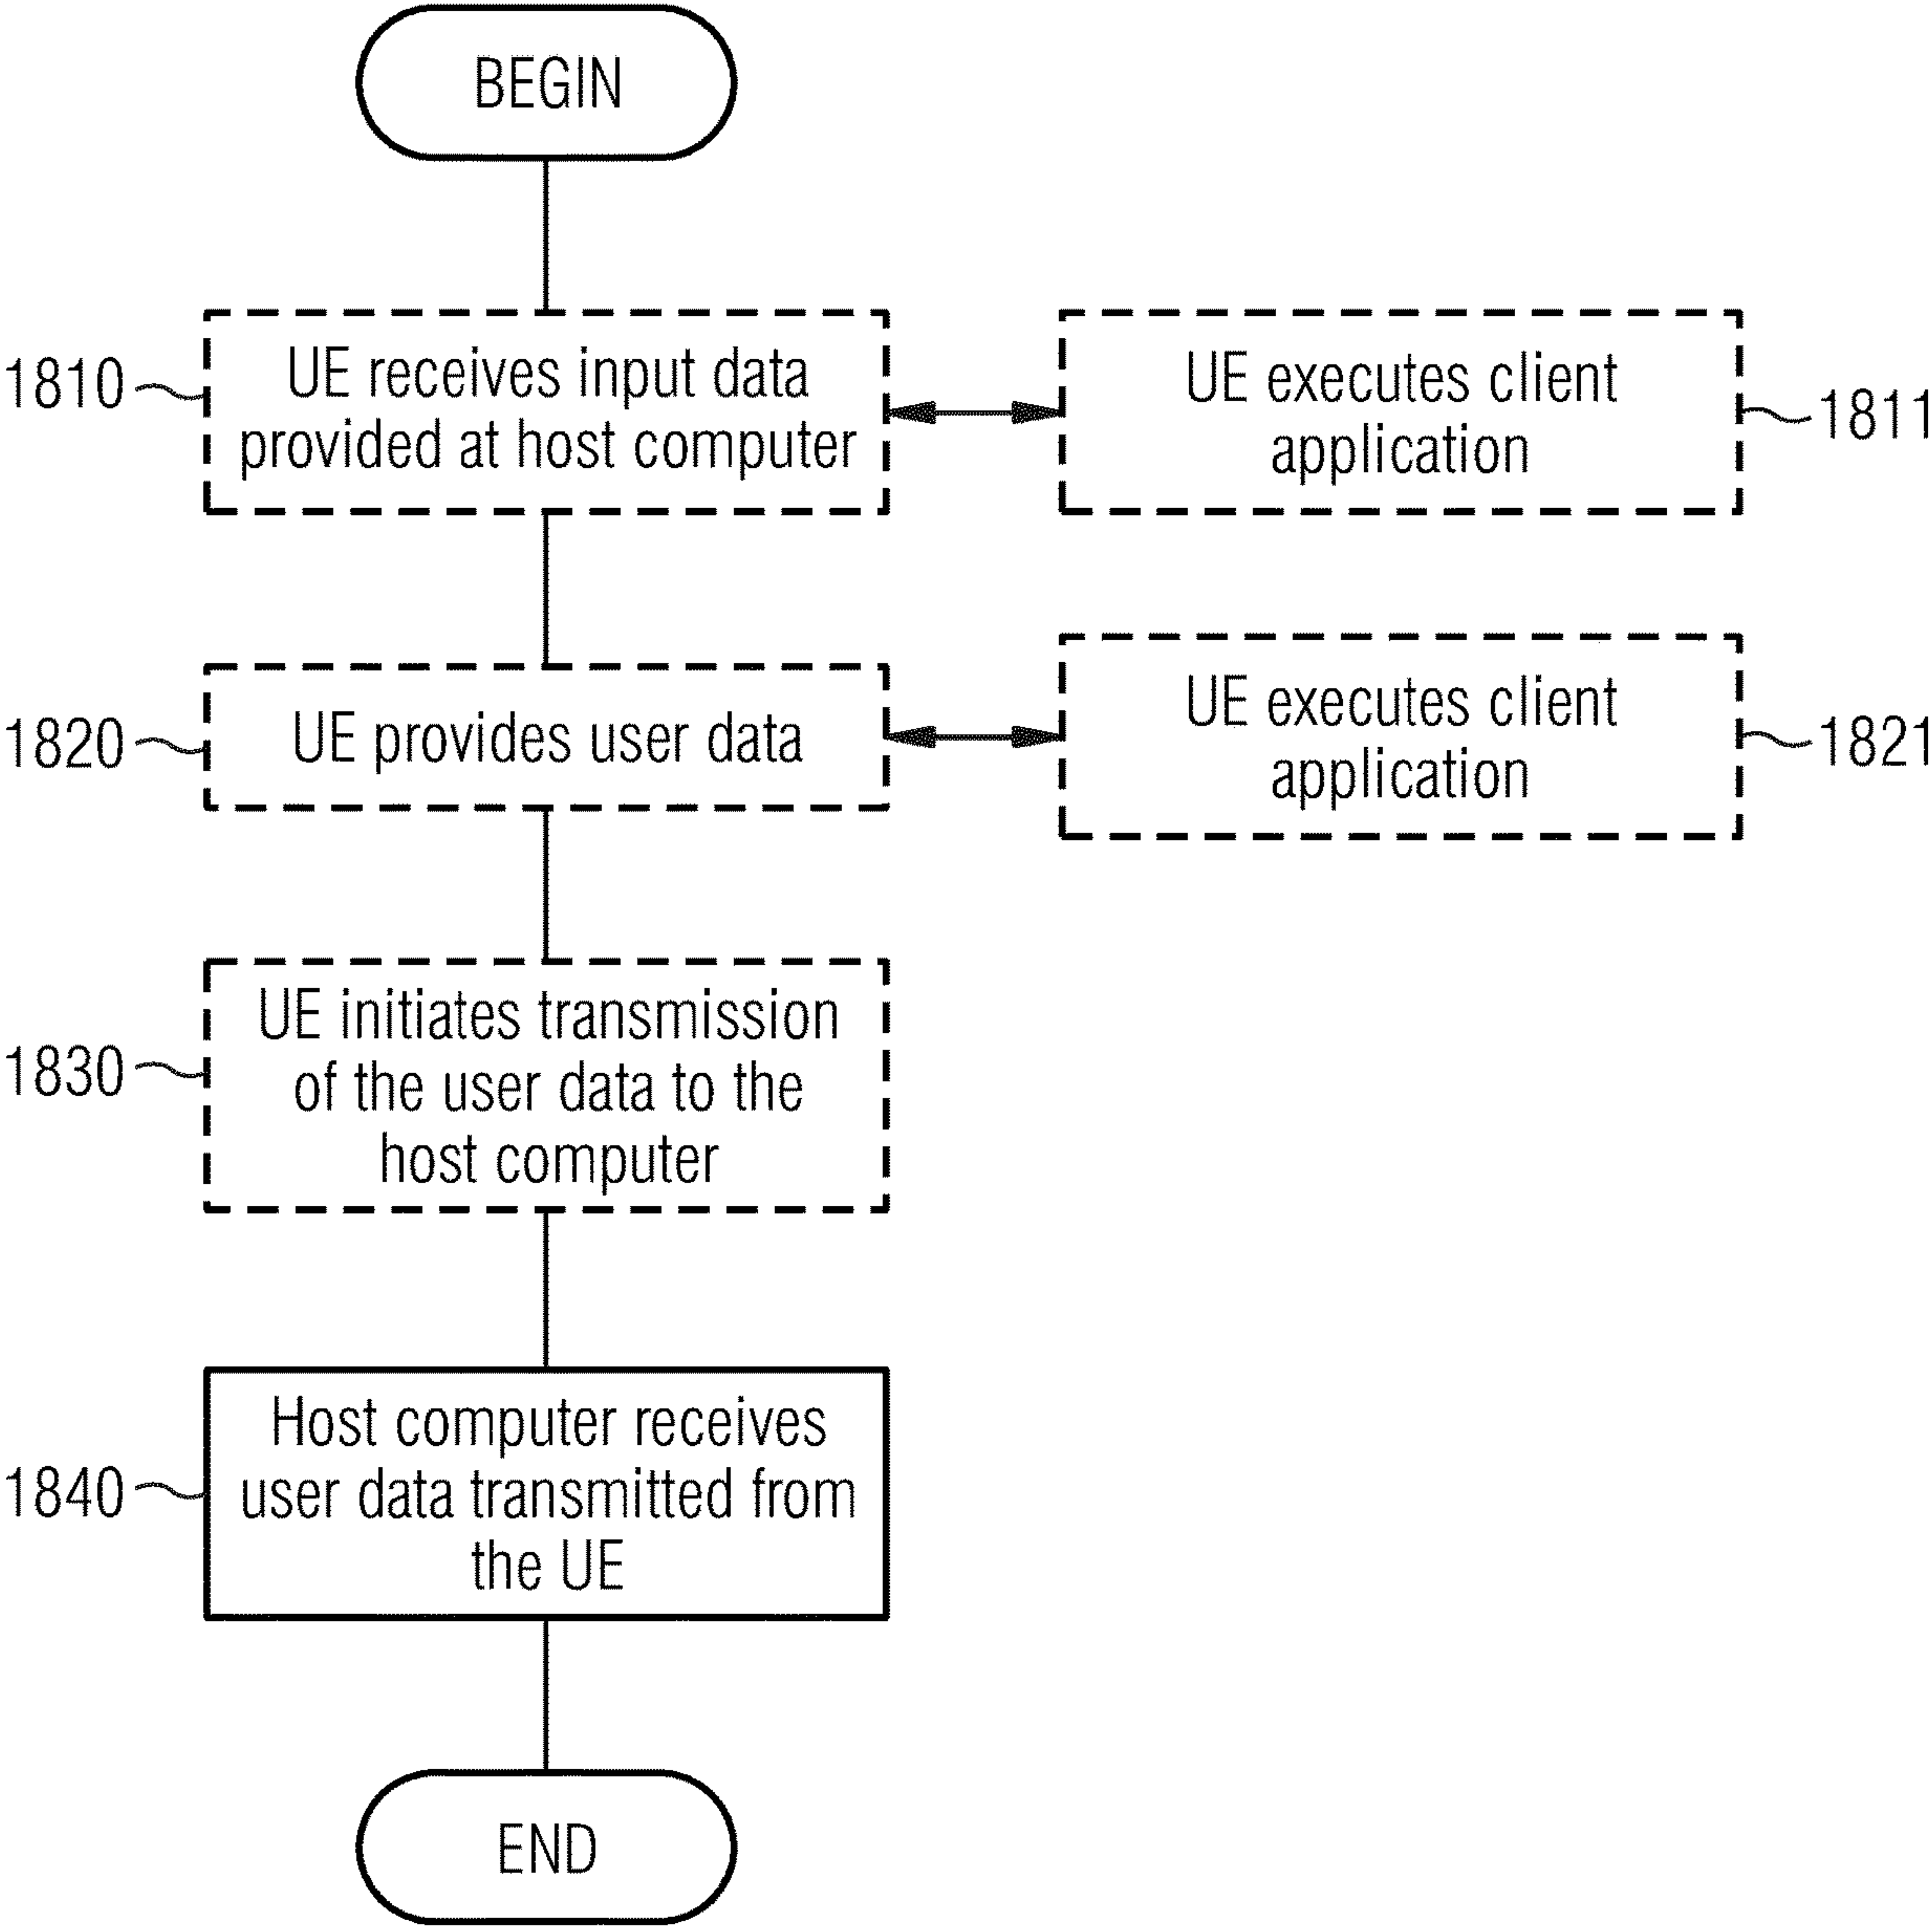 BEGIN
1810
UE receives input data
provided at host computer
UE executes client
application
1811
1820
UE provides user data
UE executes client
application
1821
1830
UE initiates transmission
of the user data to the
host computer
1840
Host computer receives
user data transmitted from
the UE
END